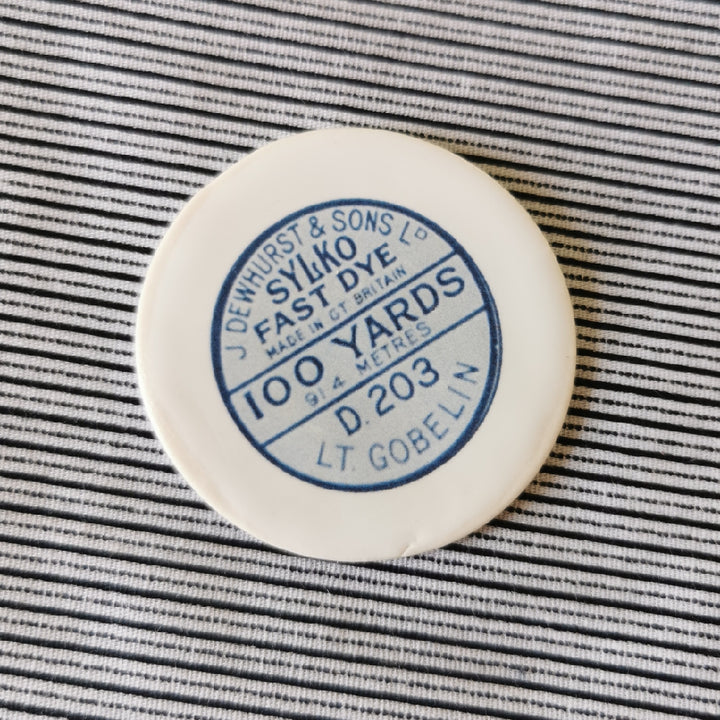 J DEWHURST & SONS LD
SYLKO
FAST DYE
MADE IN GT BRITAIN
100 YARDS
91.4 METRES
D. 203
LT. GOBELIN